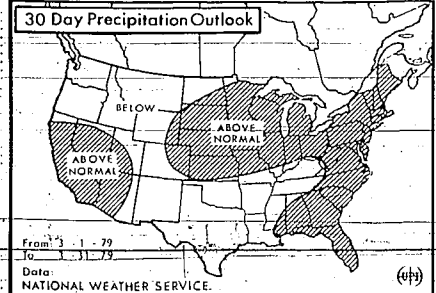 30 Day Precipitation Outlook
BELOW
ABOVE
NORMAL
ABOVE
NORMAL
From: 3 - 1 - 79
To 3 - 31 - 79
Data:
NATIONAL WEATHER SERVICE.
UPI